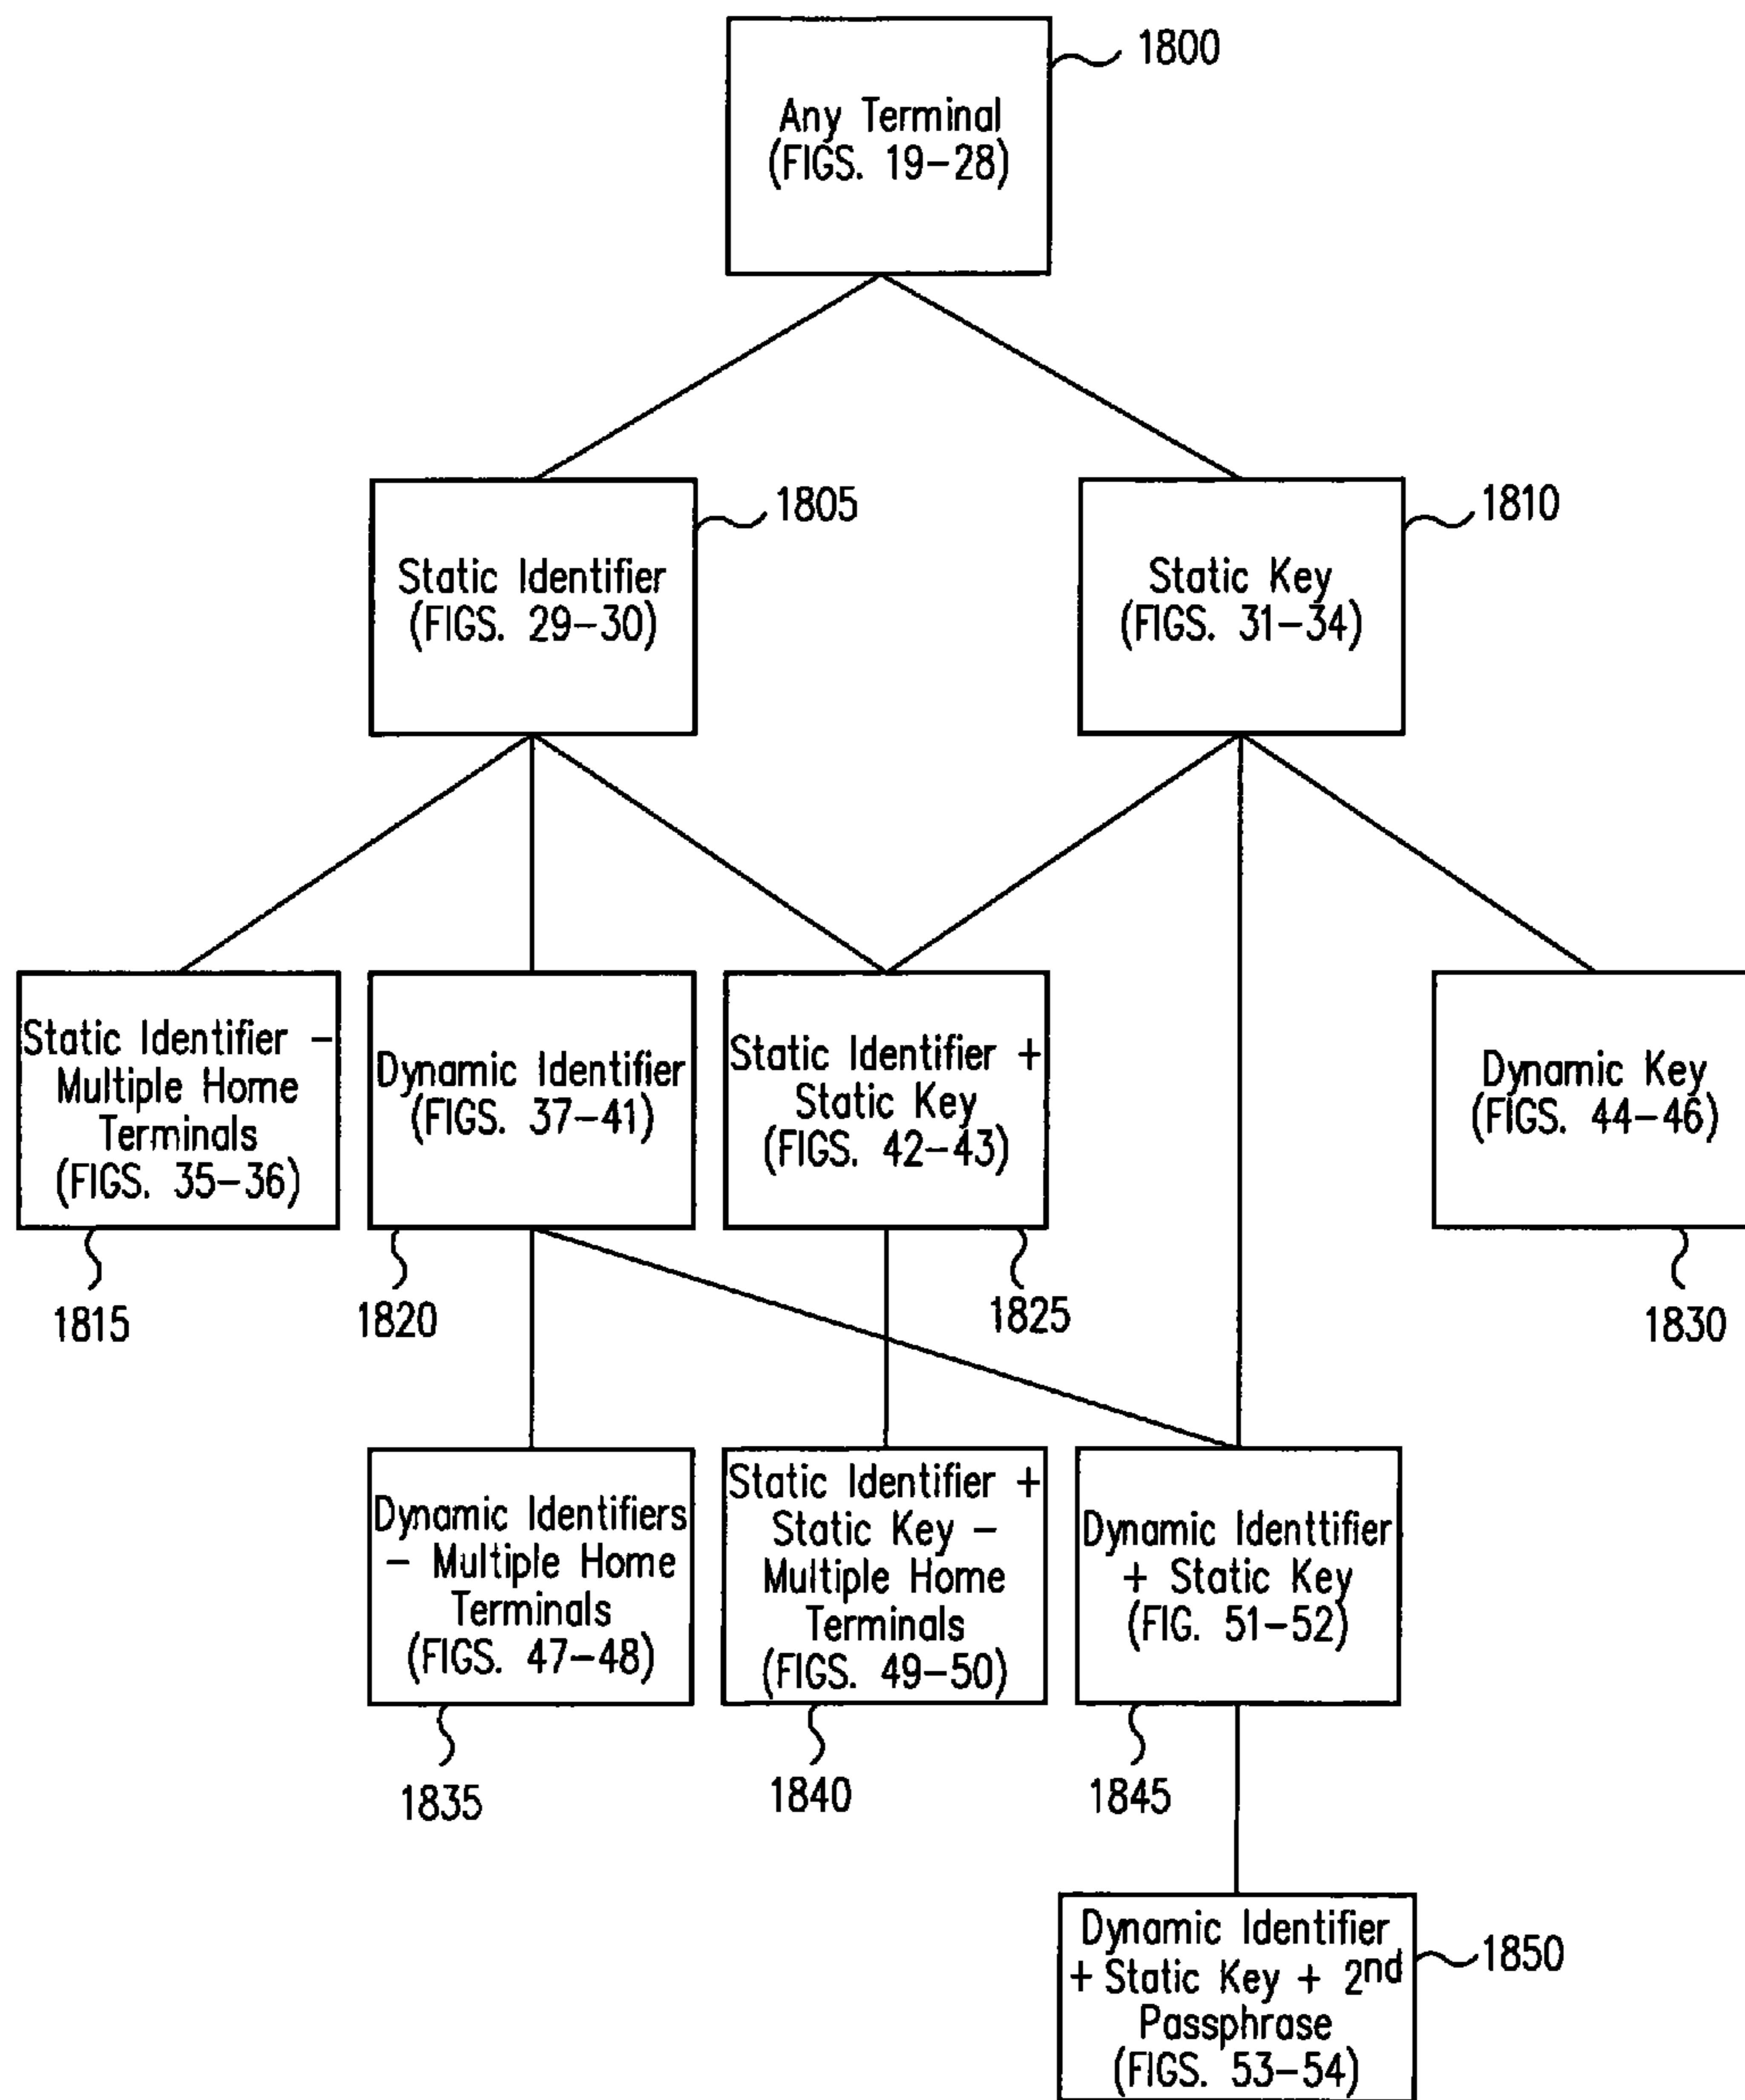 1800
Any Terminal
(FIGS. 19-28)
1805
1810
Static Identifier
(FIGS. 29-30)
Static Key
(FIGS. 31-34)
Static Identifier -
Multiple Home
Terminals
(FIGS. 35-36)
Dynamic Identifier
(FIGS. 37-41)
Static Identifier +
Static Key
(FIGS. 42-43)
Dynamic Key
(FIGS. 44-46)
1815
1820
1825
1830
Dynamic Identifiers
- Multiple Home
Terminals
(FIGS. 47-48)
Static Identifier +
Static Key -
Multiple Home
Terminals
(FIGS. 49-50)
Dynamic Identtifier
+ Static Key
(FIG. 51-52)
1835
1840
1845
Dynamic Identifier
+ Static Key + 2nd
Passphrase
(FIGS. 53-54)
1850